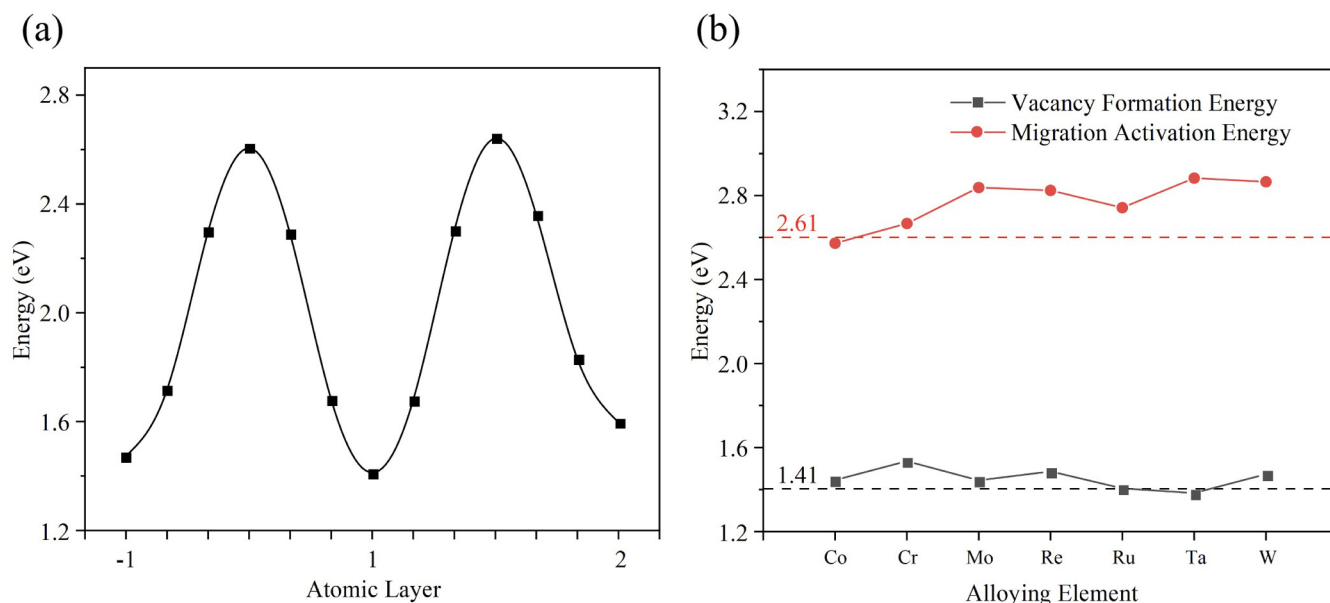 (a)
2.8
2.4
2.0
1.6
1.2
Energy (eV)
-1
1
2
Atomic Layer
(b)
3.2
2.8
2.4
2.0
1.6
1.2
Energy (eV)
Vacancy Formation Energy
Migration Activation Energy
2.61
1.41
Co
Cr
Mo
Re
Ru
Ta
W
Alloying Element